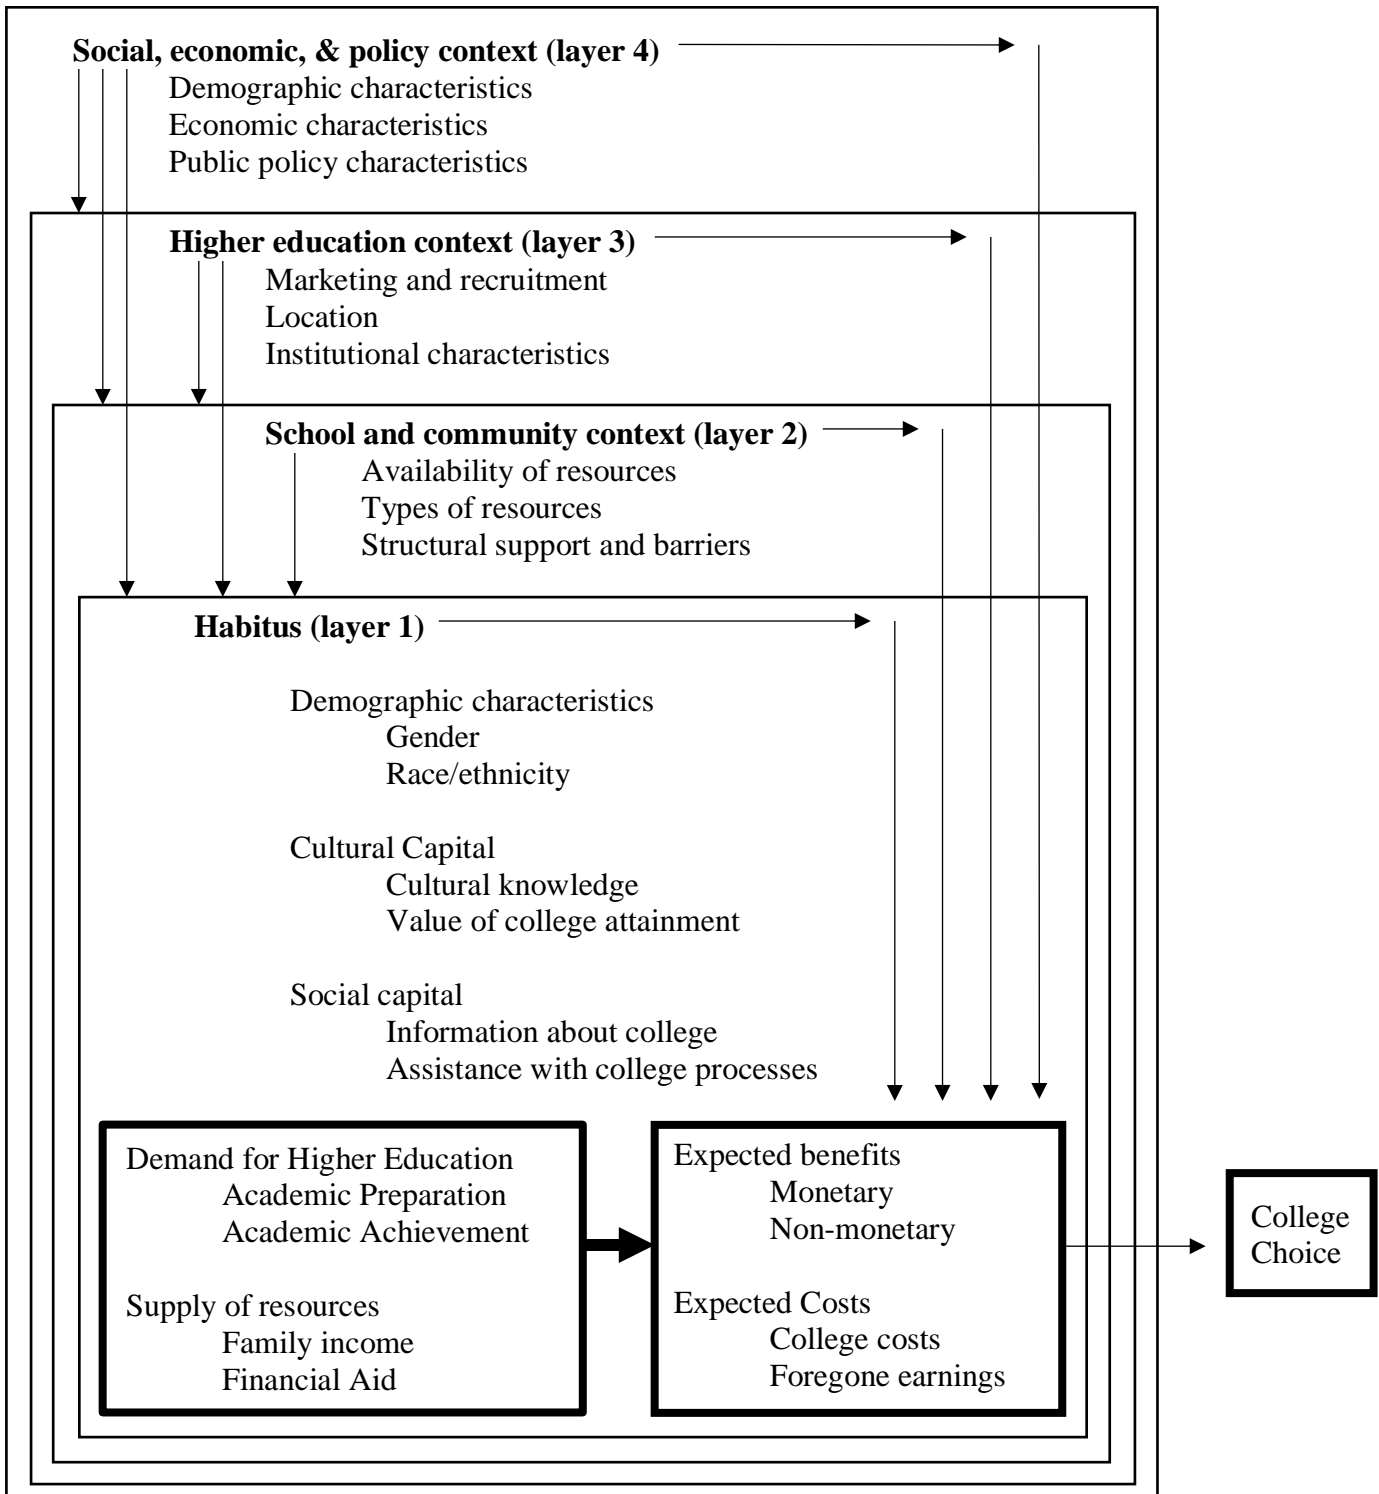 Social, economic, & policy context (layer 4)
Demographic characteristics
Economic characteristics
Public policy characteristics
Higher education context (layer 3)
Marketing and recruitment
Location
Institutional characteristics
School and community context (layer 2)
Availability of resources
Types of resources
Structural support and barriers
Habitus (layer 1)
Demographic characteristics
Gender
Race/ethnicity
Cultural Capital
Cultural knowledge
Value of college attainment
Social capital
Information about college
Assistance with college processes
Demand for Higher Education
Academic Preparation
Academic Achievement
Supply of resources
Family income
Financial Aid
Expected benefits
Monetary
Non-monetary
Expected Costs
College costs
Foregone earnings
College
Choice